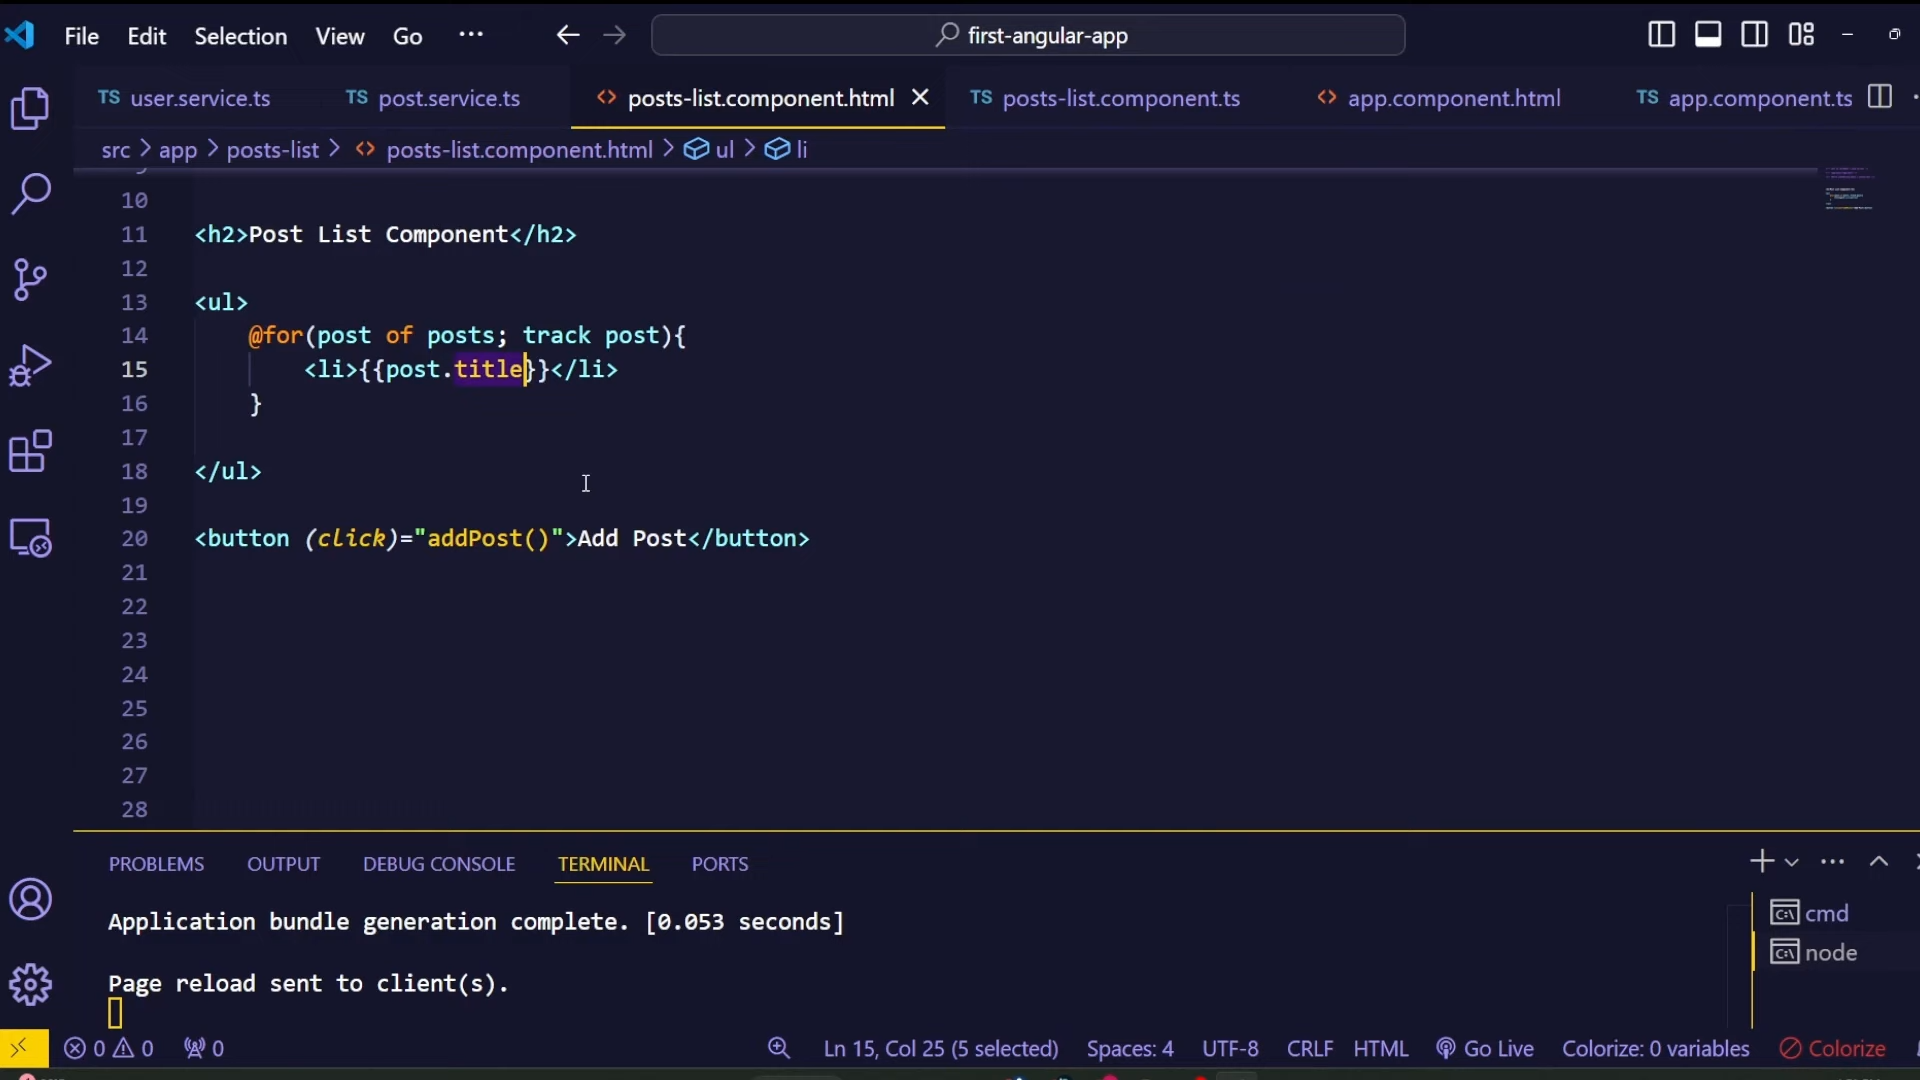 File Edit Selection View Go ··· first-angular-app
TS user.service.ts TS post.service.ts <> posts-list.component.html TS posts-list.component.ts <> app.component.html TS app.component.ts
src > app > posts-list > <> posts-list.component.html > ul > li
10
11 <h2>Post List Component</h2>
12
13 <ul>
14 @for(post of posts; track post){
15 <li>{{post.title}}</li>
16 }
17
18 </ul>
19
20 <button (click)="addPost()">Add Post</button>
21
22
23
24
25
26
27
28
PROBLEMS OUTPUT DEBUG CONSOLE TERMINAL PORTS
Application bundle generation complete. [0.053 seconds]
cmd
node
Page reload sent to client(s).
0 0 0 Ln 15, Col 25 (5 selected) Spaces: 4 UTF-8 CRLF HTML Go Live Colorize: 0 variables Colorize